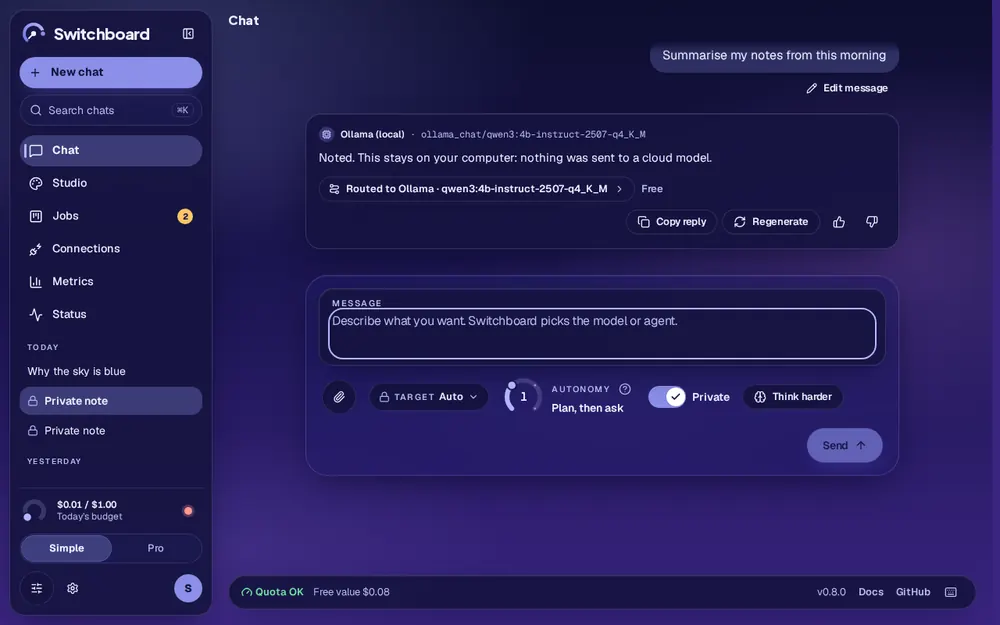 Switchboard
New chat
Search chats
⌘K
Chat
Studio
Jobs
2
Connections
Metrics
Status
TODAY
Why the sky is blue
Private note
Private note
YESTERDAY
$0.01 / $1.00
Today's budget
Simple
Pro
S
Chat
Summarise my notes from this morning
Edit message
Ollama (local) · ollama_chat/qwen3:4b-instruct-2507-q4_K_M
Noted. This stays on your computer: nothing was sent to a cloud model.
Routed to Ollama · qwen3:4b-instruct-2507-q4_K_M
Free
Copy reply
Regenerate
MESSAGE
Describe what you want. Switchboard picks the model or agent.
TARGET Auto
1
AUTONOMY
Plan, then ask
Private
Think harder
Send
Quota OK
Free value $0.08
v0.8.0
Docs
GitHub